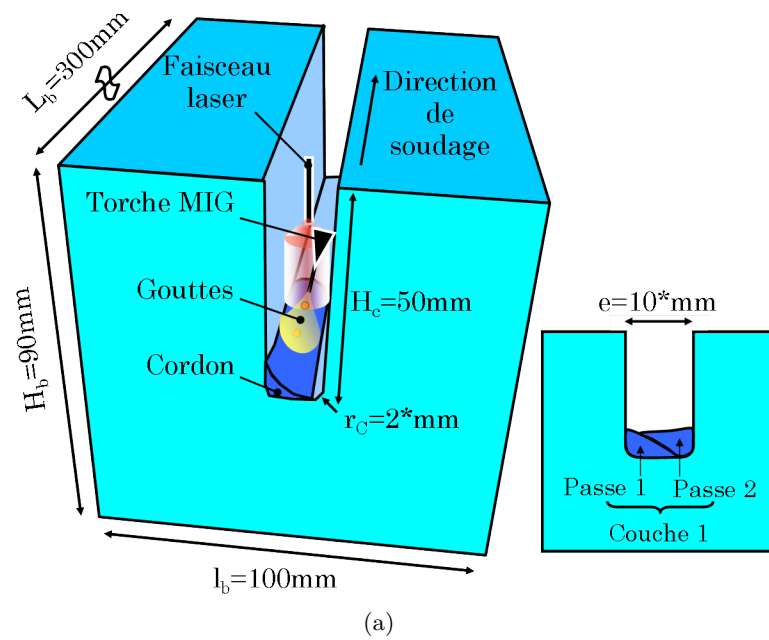 L_b=300mm
Faisceau
laser
Direction
de
soudage
Torche MIG
Gouttes
H_c=50mm
e=10*mm
Cordon
H_b=90mm
r_C=2*mm
Passe 1
Passe 2
Couche 1
l_b=100mm
(a)